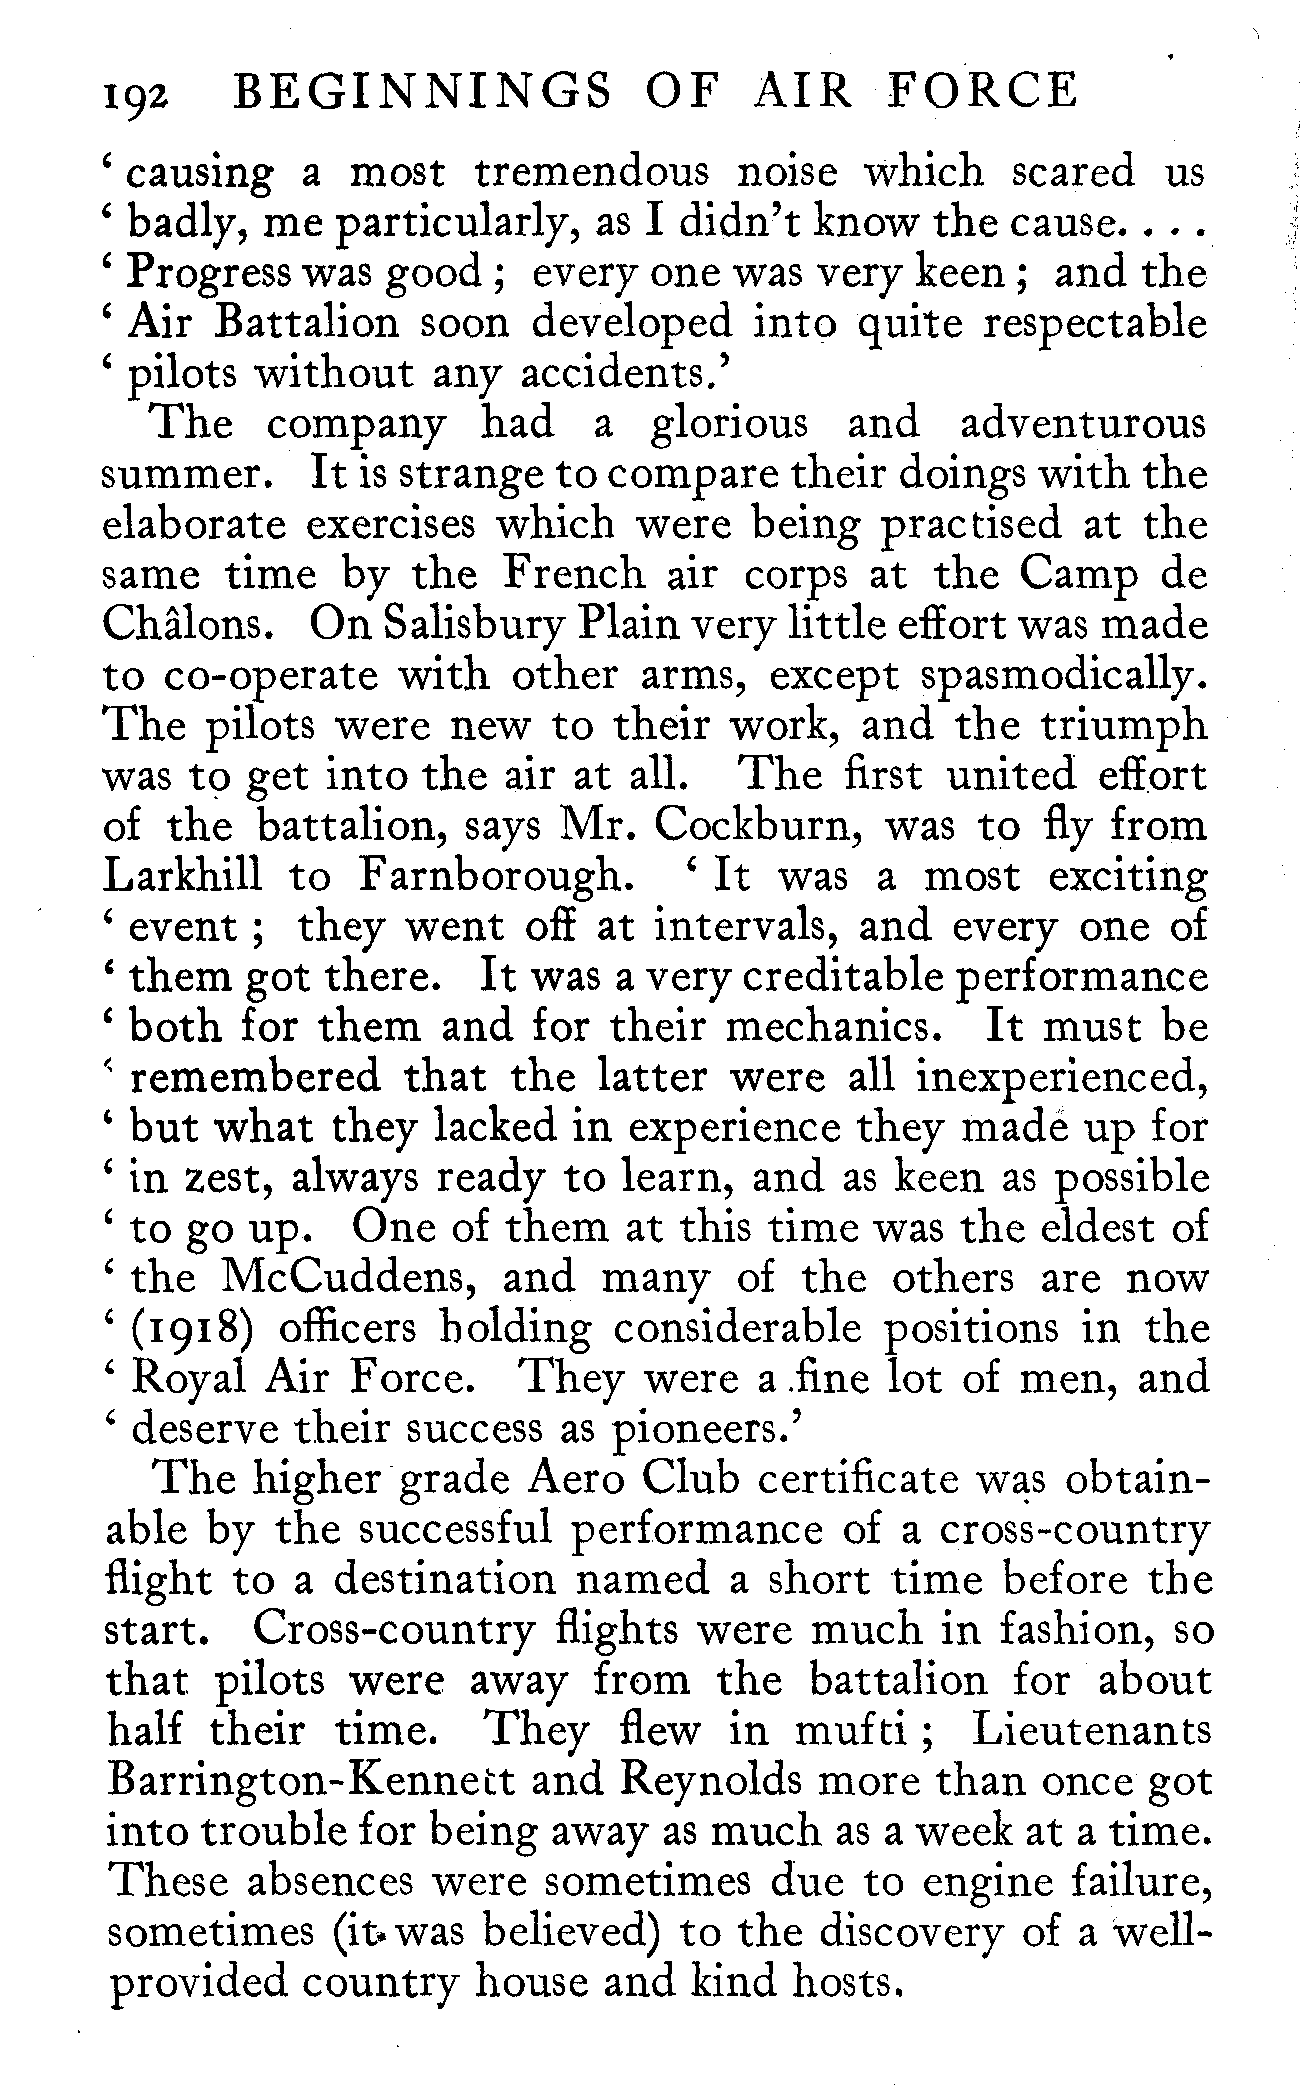 192 BEGINNINGS OF AIR FORCE
‘ causing a most tremendous noise which scared us
‘ badly, me particularly, as I didn’t know the cause. . . .
‘ Progress was good ; every one was very keen ; and the
‘ Air Battalion soon developed into quite respectable
‘ pilots without any accidents.’
The company had a glorious and adventurous
summer. It is strange to compare their doings with the
elaborate exercises which were being practised at the
same time by the French air corps at the Camp de
Châlons. On Salisbury Plain very little effort was made
to co-operate with other arms, except spasmodically.
The pilots were new to their work, and the triumph
was to get into the air at all. The first united effort
of the battalion, says Mr. Cockburn, was to fly from
Larkhill to Farnborough. ‘ It was a most exciting
‘ event ; they went off at intervals, and every one of
‘ them got there. It was a very creditable performance
‘ both for them and for their mechanics. It must be
‘ remembered that the latter were all inexperienced,
‘ but what they lacked in experience they made up for
‘ in zest, always ready to learn, and as keen as possible
‘ to go up. One of them at this time was the eldest of
‘ the McCuddens, and many of the others are now
‘ (1918) officers holding considerable positions in the
‘ Royal Air Force. They were a fine lot of men, and
‘ deserve their success as pioneers.’
The higher grade Aero Club certificate was obtain-
able by the successful performance of a cross-country
flight to a destination named a short time before the
start. Cross-country flights were much in fashion, so
that pilots were away from the battalion for about
half their time. They flew in mufti ; Lieutenants
Barrington-Kennett and Reynolds more than once got
into trouble for being away as much as a week at a time.
These absences were sometimes due to engine failure,
sometimes (it was believed) to the discovery of a well-
provided country house and kind hosts.